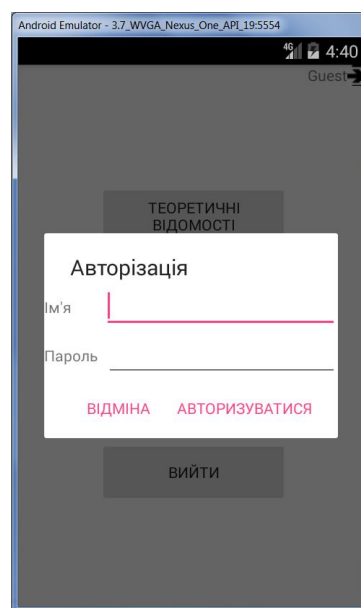 Android Emulator - 3.7_WVGA_Nexus_One_API_19:5554
4G 4:40
Guest
ТЕОРЕТИЧНІ
ВІДОМОСТІ
Авторізація
Ім'я
Пароль
ВІДМІНА АВТОРИЗУВАТИСЯ
ВИЙТИ